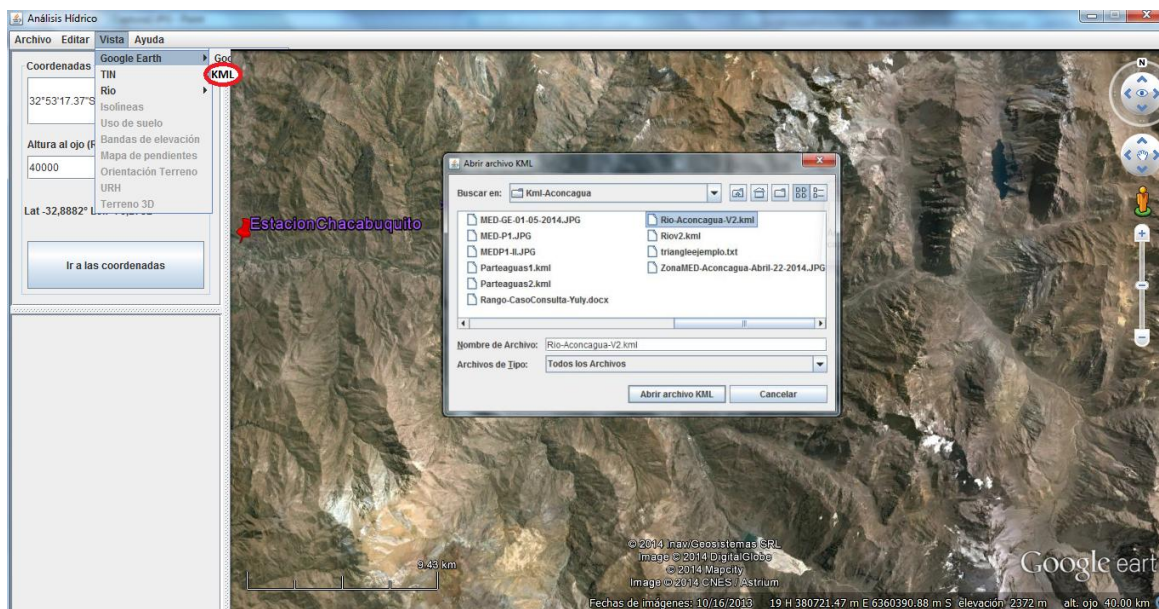 Análisis Hídrico
Archivo Editar Vista Ayuda
Coordenadas
32°53'17.37"S
Altura al ojo (
40000
Lat -32,8882°
Ir a las coordenadas
Google Earth
TIN
Rio
Isolíneas
Uso de suelo
Bandas de elevación
Mapa de pendientes
Orientación Terreno
URH
Terreno 3D
Goo
KML
EstacionChacabuquito
N
Abrir archivo KML
Buscar en: Kml-Aconcagua
MED-GE-01-05-2014.JPG
MED-P1.JPG
MEDP1-II.JPG
Parteaguas1.kml
Parteaguas2.kml
Rango-CasoConsulta-Yuly.docx
Rio-Aconcagua-V2.kml
Riov2.kml
triangleejemplo.txt
ZonaMED-Aconcagua-Abril-22-2014.JPG
Nombre de Archivo: Rio-Aconcagua-V2.kml
Archivos de Tipo: Todos los Archivos
Abrir archivo KML Cancelar
9.43 km
© 2014 Inav/Geosistemas SRL
Image © 2014 DigitalGlobe
© 2014 Mapcity
Image © 2014 CNES / Astrium
Google eart
Fechas de imágenes: 10/16/2013 19 H 380721.47 m E 6360390.88 m S elevación 2372 m alt. ojo 40.00 km